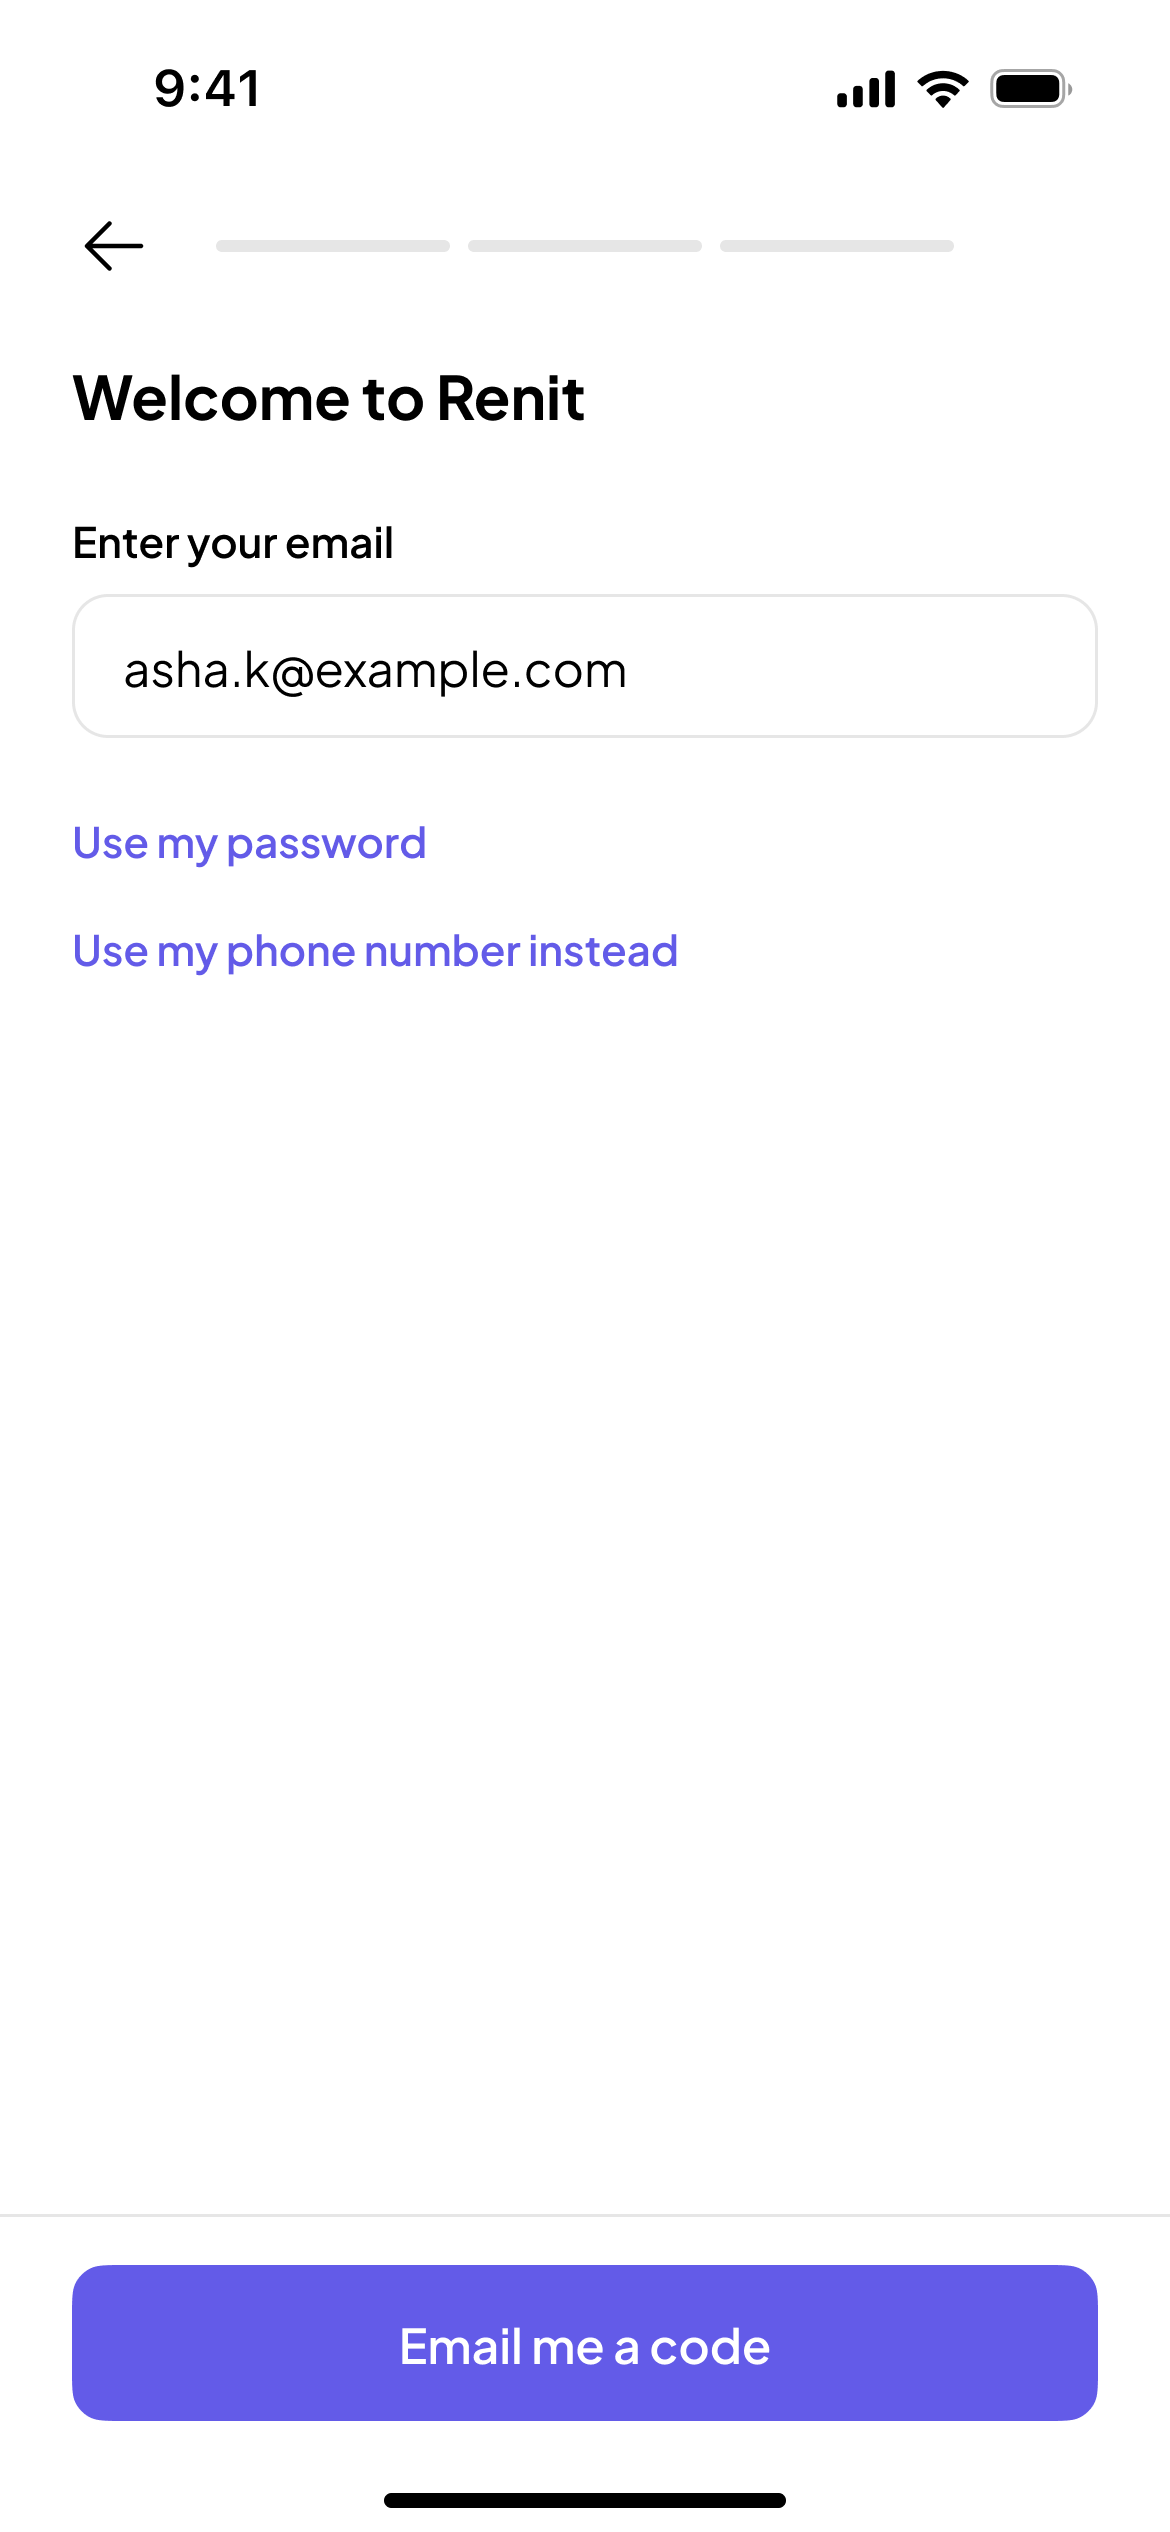 9:41
Welcome to Renit
Enter your email
asha.k@example.com
Use my password
Use my phone number instead
Email me a code